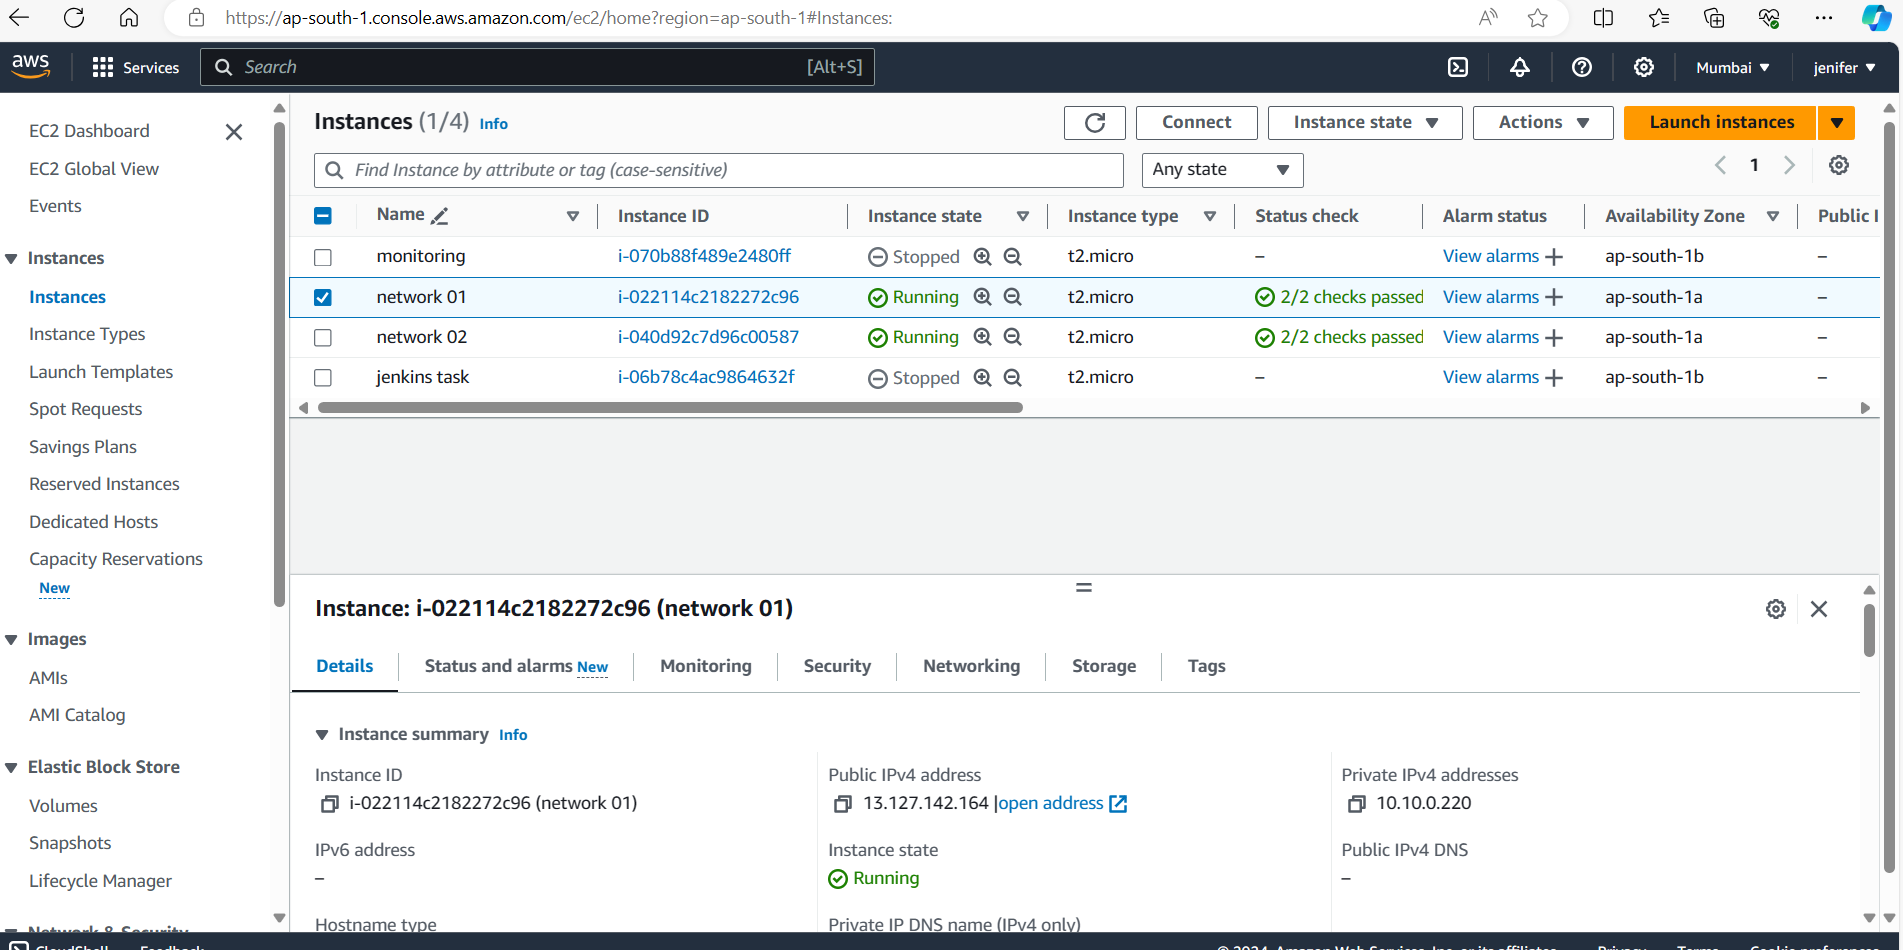 https://ap-south-1.console.aws.amazon.com/ec2/home?region=ap-south-1#Instances:
aws
Services
Search
[Alt+S]
Mumbai
jenifer
EC2 Dashboard
EC2 Global View
Events
Instances
Instances
Instance Types
Launch Templates
Spot Requests
Savings Plans
Reserved Instances
Dedicated Hosts
Capacity Reservations
New
Images
AMIs
AMI Catalog
Elastic Block Store
Volumes
Snapshots
Lifecycle Manager
Network & Security
Instances (1/4) Info
Connect
Instance state
Actions
Launch instances
Find Instance by attribute or tag (case-sensitive)
Any state
1
Name Instance ID Instance state Instance type Status check Alarm status Availability Zone Public I
monitoring i-070b88f489e2480ff Stopped t2.micro – View alarms ap-south-1b –
network 01 i-022114c2182272c96 Running t2.micro 2/2 checks passed View alarms ap-south-1a –
network 02 i-040d92c7d96c00587 Running t2.micro 2/2 checks passed View alarms ap-south-1a –
jenkins task i-06b78c4ac9864632f Stopped t2.micro – View alarms ap-south-1b –
Instance: i-022114c2182272c96 (network 01)
Details
Status and alarms New
Monitoring
Security
Networking
Storage
Tags
Instance summary Info
Instance ID
i-022114c2182272c96 (network 01)
Public IPv4 address
13.127.142.164 |open address
Private IPv4 addresses
10.10.0.220
IPv6 address
–
Instance state
Running
Public IPv4 DNS
–
Hostname type
Private IP DNS name (IPv4 only)
CloudShell
Feedback
© 2024, Amazon Web Services, Inc. or its affiliates.
Privacy
Terms
Cookie preferences